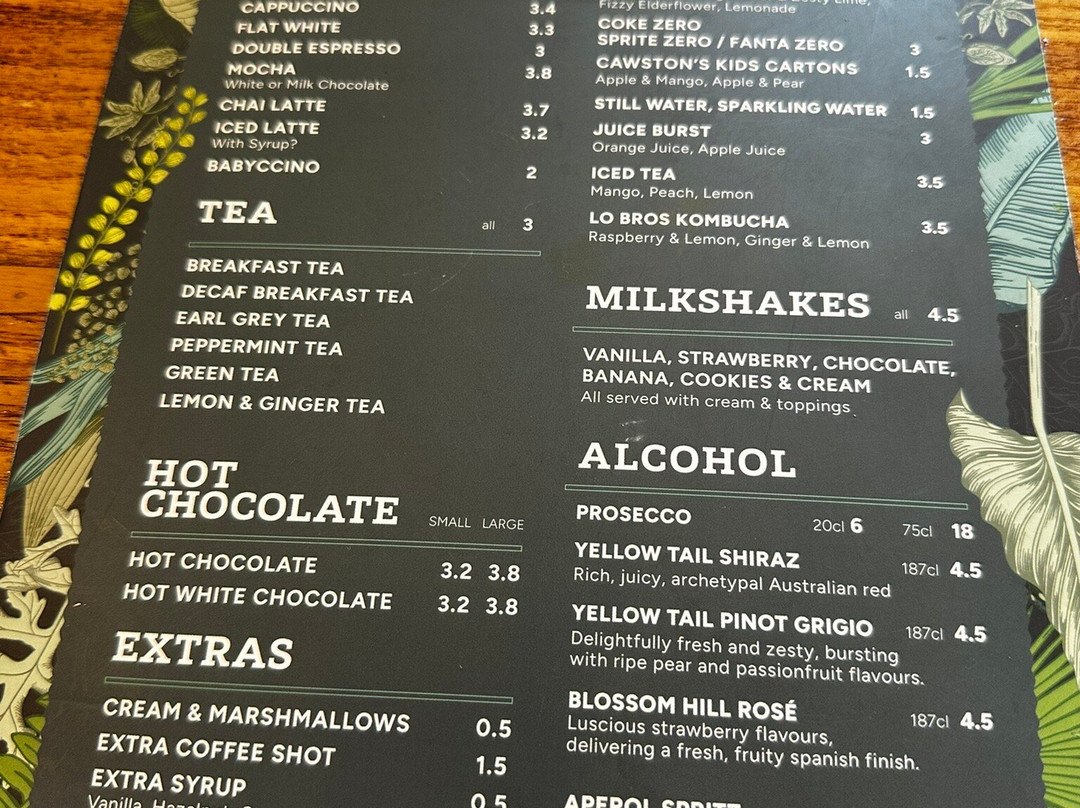 CAPPUCCINO 3.4
FLAT WHITE 3.3
DOUBLE ESPRESSO 3
MOCHA 3.8
White or Milk Chocolate
CHAI LATTE 3.7
ICED LATTE 3.2
With Syrup?
BABYCCINO 2
TEA all 3
BREAKFAST TEA
DECAF BREAKFAST TEA
EARL GREY TEA
PEPPERMINT TEA
GREEN TEA
LEMON & GINGER TEA
HOT
CHOCOLATE SMALL LARGE
HOT CHOCOLATE 3.2 3.8
HOT WHITE CHOCOLATE 3.2 3.8
EXTRAS
CREAM & MARSHMALLOWS 0.5
EXTRA COFFEE SHOT 1.5
EXTRA SYRUP 0.5
Vanilla,
Lime,
Fizzy Elderflower, Lemonade
COKE ZERO
SPRITE ZERO / FANTA ZERO 3
CAWSTON'S KIDS CARTONS 1.5
Apple & Mango, Apple & Pear
STILL WATER, SPARKLING WATER 1.5
JUICE BURST 3
Orange Juice, Apple Juice
ICED TEA 3.5
Mango, Peach, Lemon
LO BROS KOMBUCHA 3.5
Raspberry & Lemon, Ginger & Lemon
MILKSHAKES all 4.5
VANILLA, STRAWBERRY, CHOCOLATE,
BANANA, COOKIES & CREAM
All served with cream & toppings
ALCOHOL
PROSECCO 20cl 6 75cl 18
YELLOW TAIL SHIRAZ 187cl 4.5
Rich, juicy, archetypal Australian red
YELLOW TAIL PINOT GRIGIO 187cl 4.5
Delightfully fresh and zesty, bursting
with ripe pear and passionfruit flavours.
BLOSSOM HILL ROSÉ 187cl 4.5
Luscious strawberry flavours,
delivering a fresh, fruity spanish finish.
APEROL SPRITZ